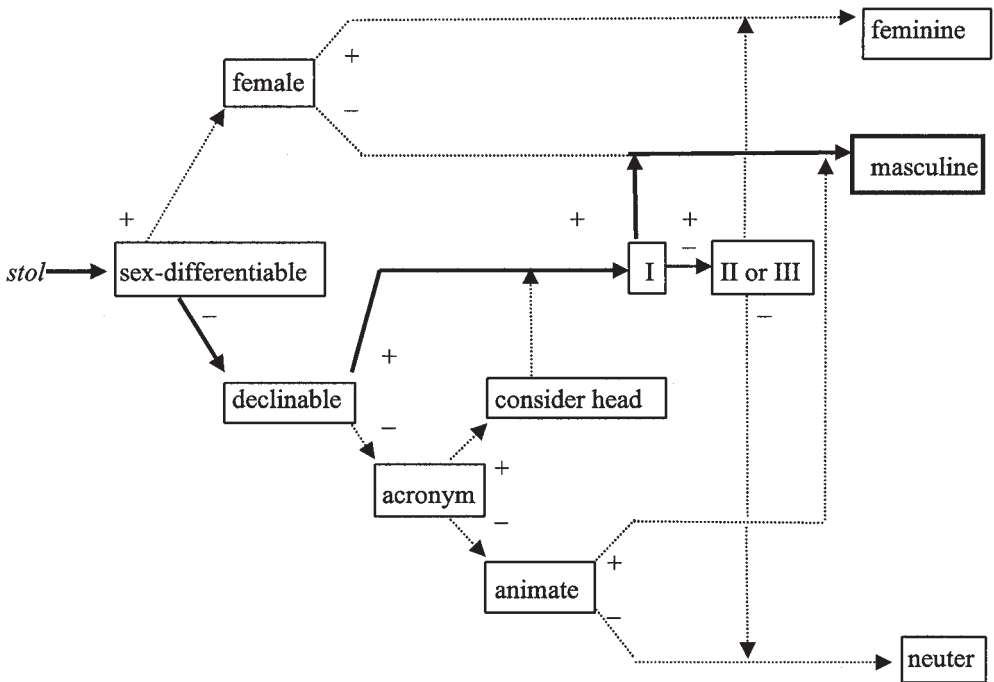 feminine
+
female
–
masculine
+
+
+
–
stol
sex-differentiable
I
II or III
–
–
+
declinable
consider head
–
+
acronym
–
+
animate
–
neuter